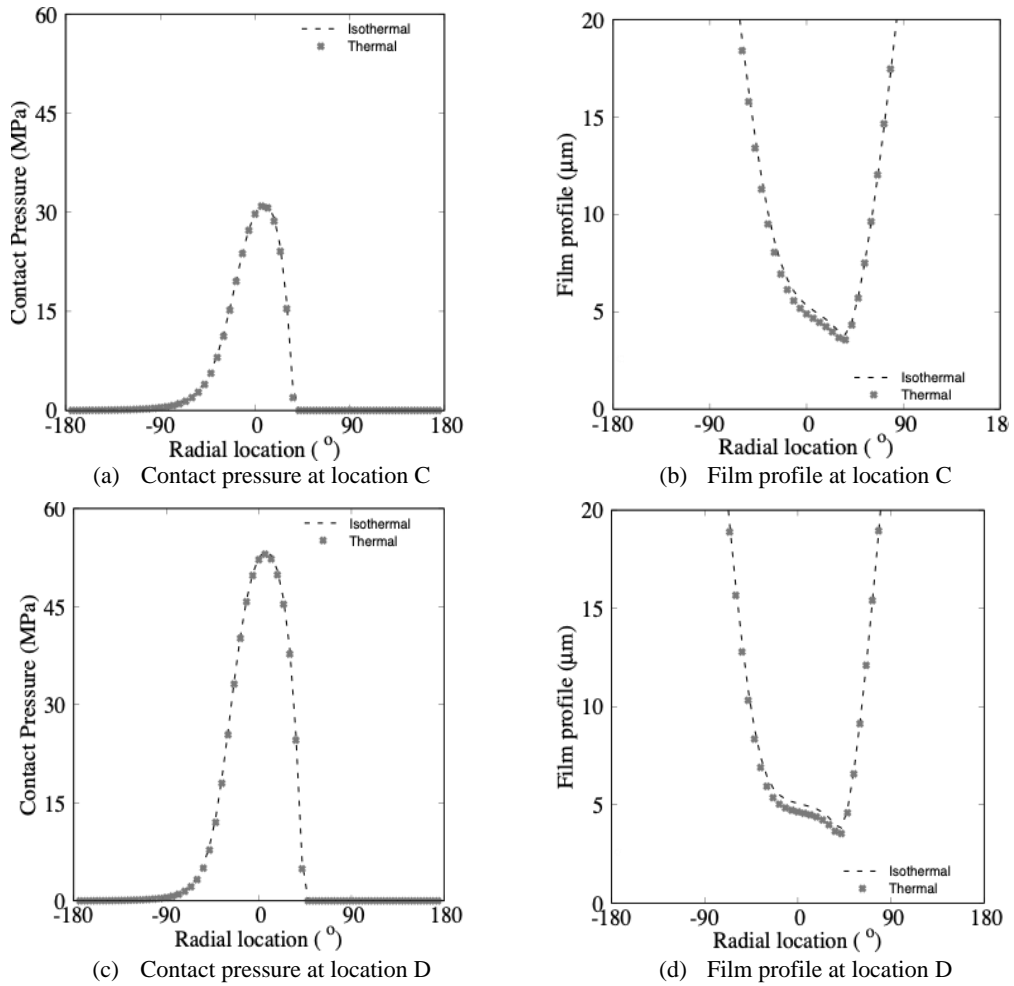 60
45
30
15
0
Contact Pressure (MPa)
Isothermal
Thermal
-180 -90 0 90 180
Radial location ( °)
(a) Contact pressure at location C
20
15
10
5
0
Film profile (μm)
Isothermal
Thermal
-180 -90 0 90 180
Radial location ( °)
(b) Film profile at location C
60
45
30
15
0
Contact Pressure (MPa)
Isothermal
Thermal
-180 -90 0 90 180
Radial location ( °)
(c) Contact pressure at location D
20
15
10
5
0
Film profile (μm)
Isothermal
Thermal
-180 -90 0 90 180
Radial location ( °)
(d) Film profile at location D